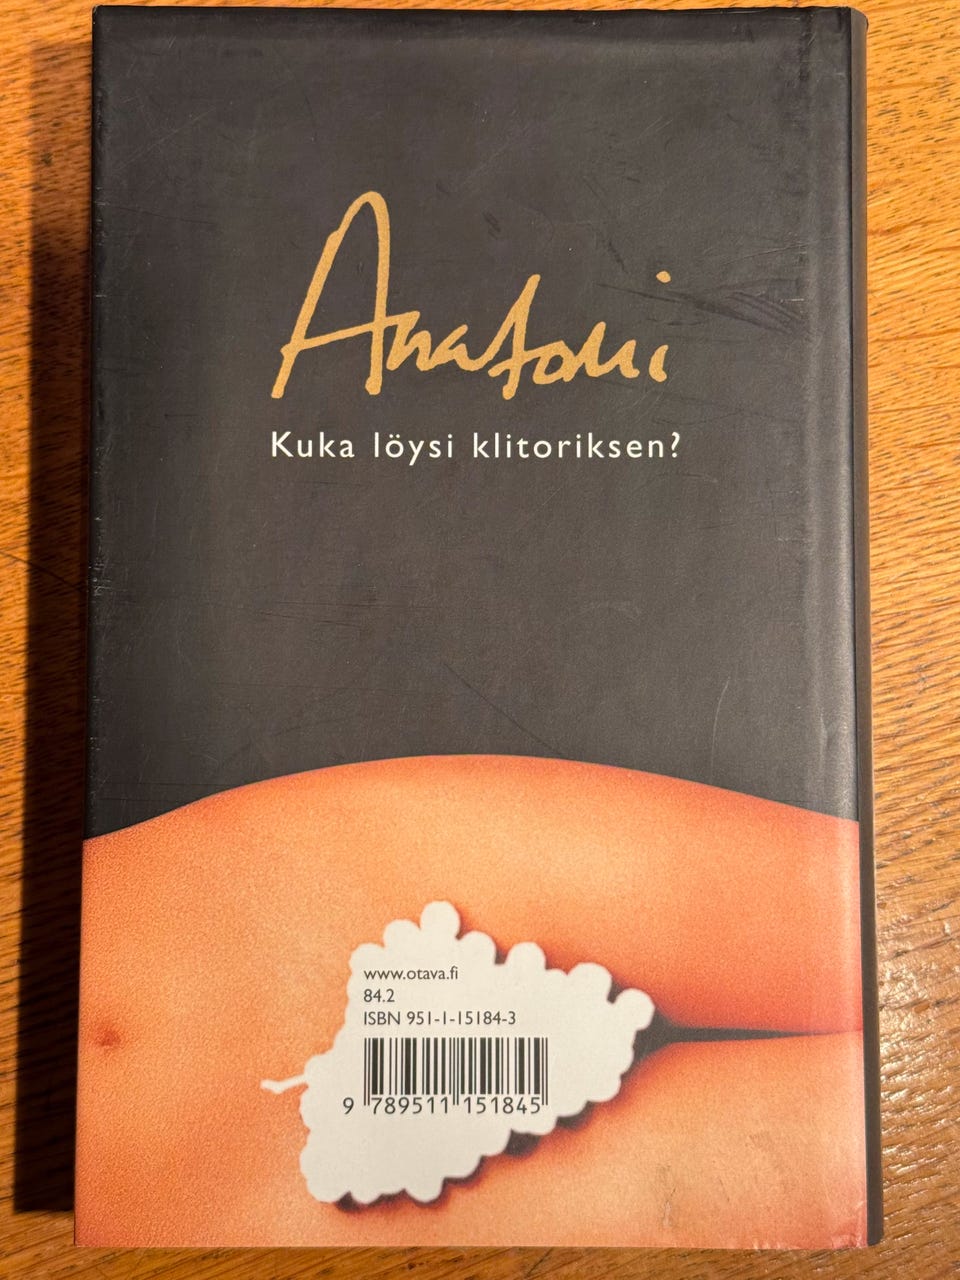 Anatomi
Kuka löysi klitoriksen?
www.otava.fi
84.2
ISBN 951-1-15184-3
9 789511 151845